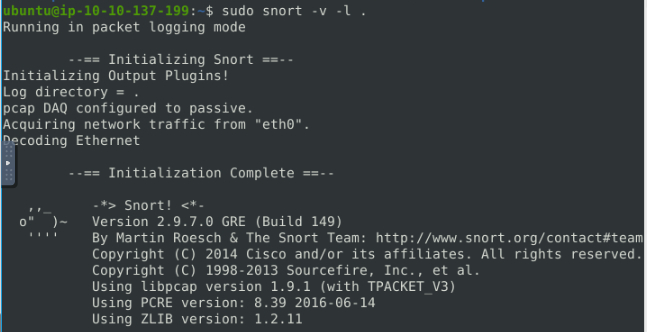 ubuntu@ip-10-10-137-199:~$ sudo snort -v -l .
Running in packet logging mode
--== Initializing Snort ==--
Initializing Output Plugins!
Log directory = .
pcap DAQ configured to passive.
Acquiring network traffic from "eth0".
Decoding Ethernet
--== Initialization Complete ==--
,,_     -*> Snort! <*-
o"  )~   Version 2.9.7.0 GRE (Build 149)
''''    By Martin Roesch & The Snort Team: http://www.snort.org/contact#team
Copyright (C) 2014 Cisco and/or its affiliates. All rights reserved.
Copyright (C) 1998-2013 Sourcefire, Inc., et al.
Using libpcap version 1.9.1 (with TPACKET_V3)
Using PCRE version: 8.39 2016-06-14
Using ZLIB version: 1.2.11